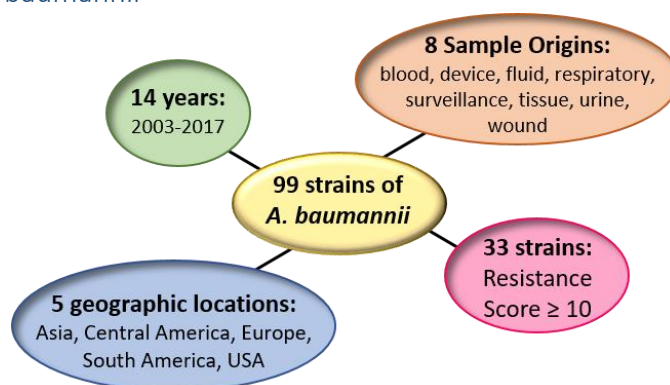 8 Sample Origins:
blood, device, fluid, respiratory,
surveillance, tissue, urine,
wound
14 years:
2003-2017
99 strains of
A. baumannii
33 strains:
Resistance
Score ≥ 10
5 geographic locations:
Asia, Central America, Europe,
South America, USA